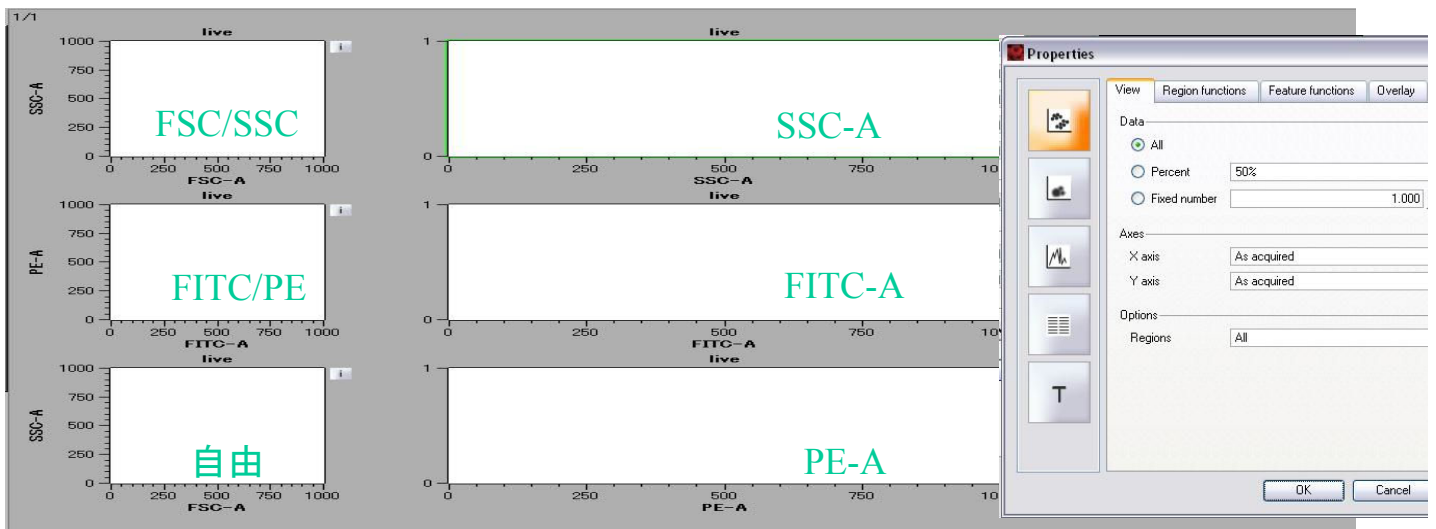 1/1
live
1000
750
500
250
0
SSC-A
FSC/SSC
i
0 250 500 750 1000
FSC-A
live
1
0
SSC-A
0 250 500 750 10
SSC-A
live
1000
750
500
250
0
PE-A
FITC/PE
i
0 250 500 750 1000
FITC-A
live
1
0
FITC-A
0 250 500 750
FITC-A
live
1000
750
500
250
0
SSC-A
自由
i
0 250 500 750 1000
FSC-A
live
1
0
PE-A
0 250 500 750 10
PE-A
Properties
View Region functions Feature functions Overlay
Data
All
Percent 50%
Fixed number 1.000
Axes
X axis As acquired
Y axis As acquired
Options
Regions All
T
OK Cancel